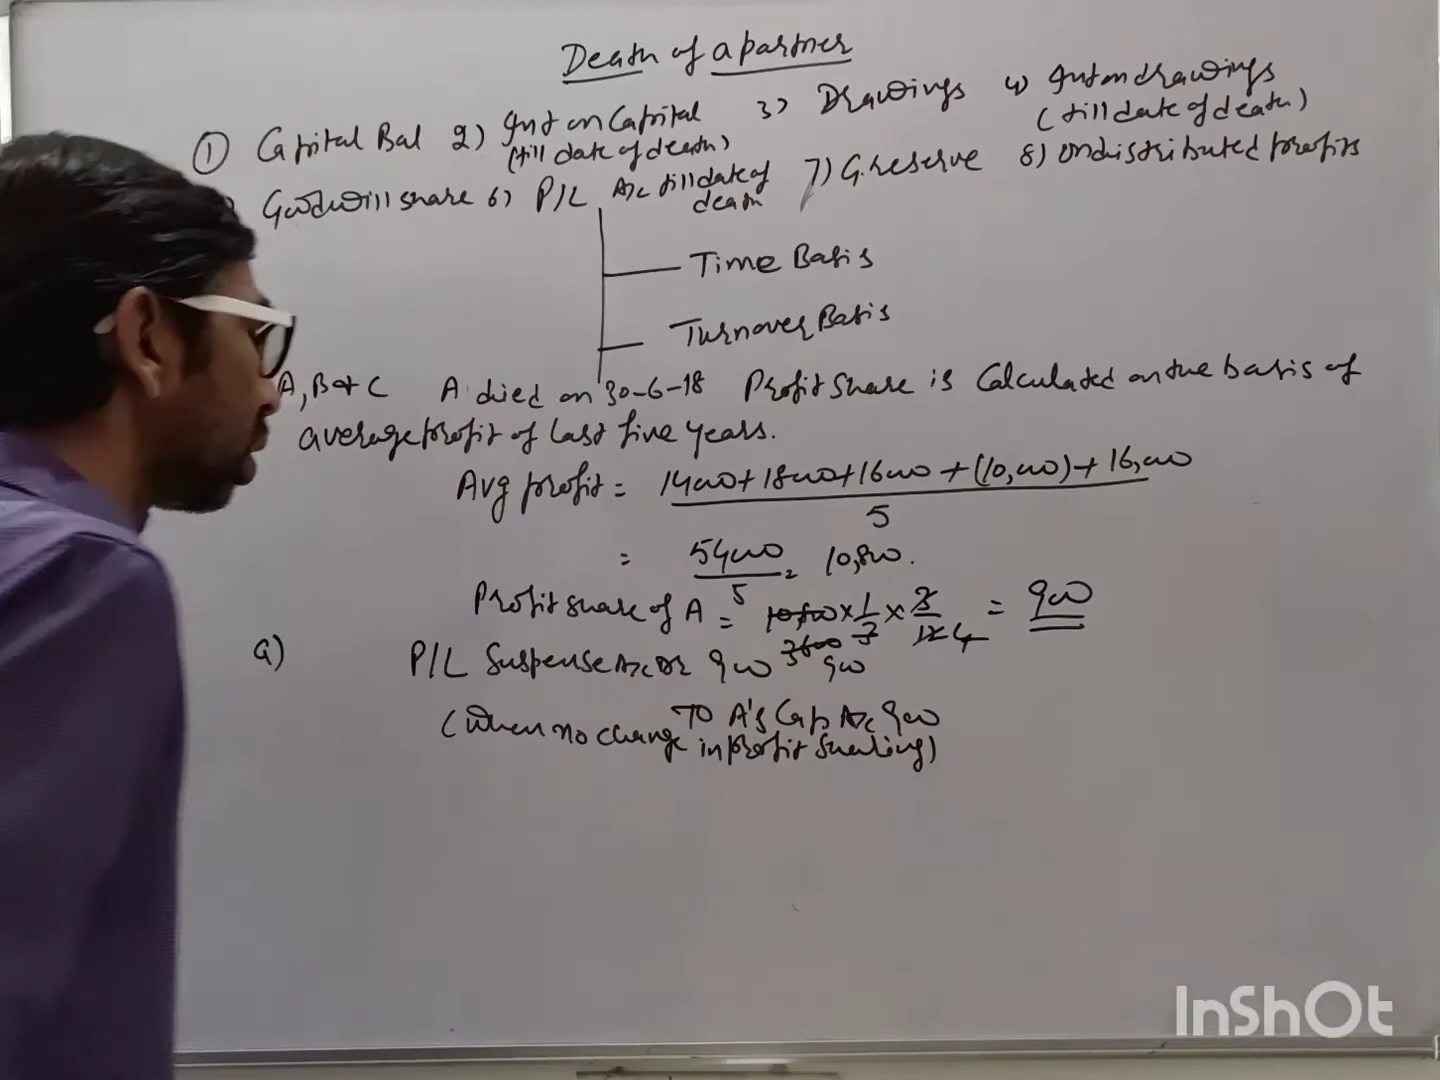 Death of a partner
① Capital Bal 2) Int on Capital (till date of death) 3) Drawings 4) Int on drawings (till date of death)
Goodwill share 6) P/L A/c till date of death 7) G.reserve 8) Undistributed profits
Time Basis
Turnover Basis
A, B & C A died on 30-6-18 Profit Share is Calculated on the basis of
average profit of last five years.
Avg profit = 14000+18000+16000+(10,000)+16,000
5
= 54000 = 10,800.
5
Profit share of A = 10800 × 1/3 × 3/12 4 = 900
3600 900
a) P/L Suspense A/c Dr 900
To A's Cap A/c 900
(When no change in profit sharing)
InShOt